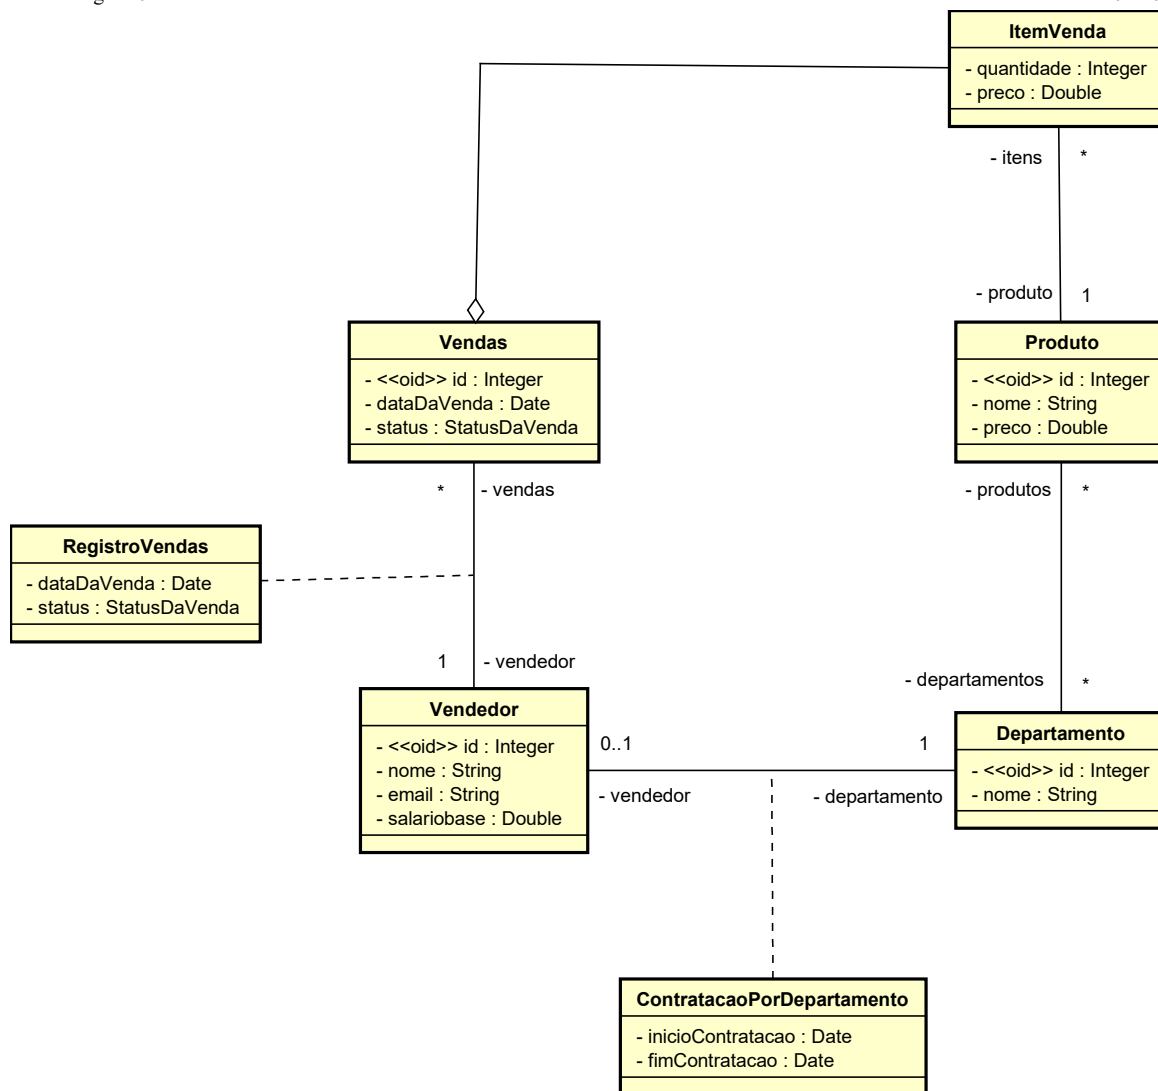 ItemVenda
- quantidade : Integer
- preco : Double
- itens *
- produto 1
Vendas
- <<oid>> id : Integer
- dataDaVenda : Date
- status : StatusDaVenda
Produto
- <<oid>> id : Integer
- nome : String
- preco : Double
* - vendas
- produtos *
RegistroVendas
- dataDaVenda : Date
- status : StatusDaVenda
1 - vendedor
- departamentos *
Vendedor
- <<oid>> id : Integer
- nome : String
- email : String
- salariobase : Double
0..1 1
- vendedor - departamento
Departamento
- <<oid>> id : Integer
- nome : String
ContratacaoPorDepartamento
- inicioContratacao : Date
- fimContratacao : Date